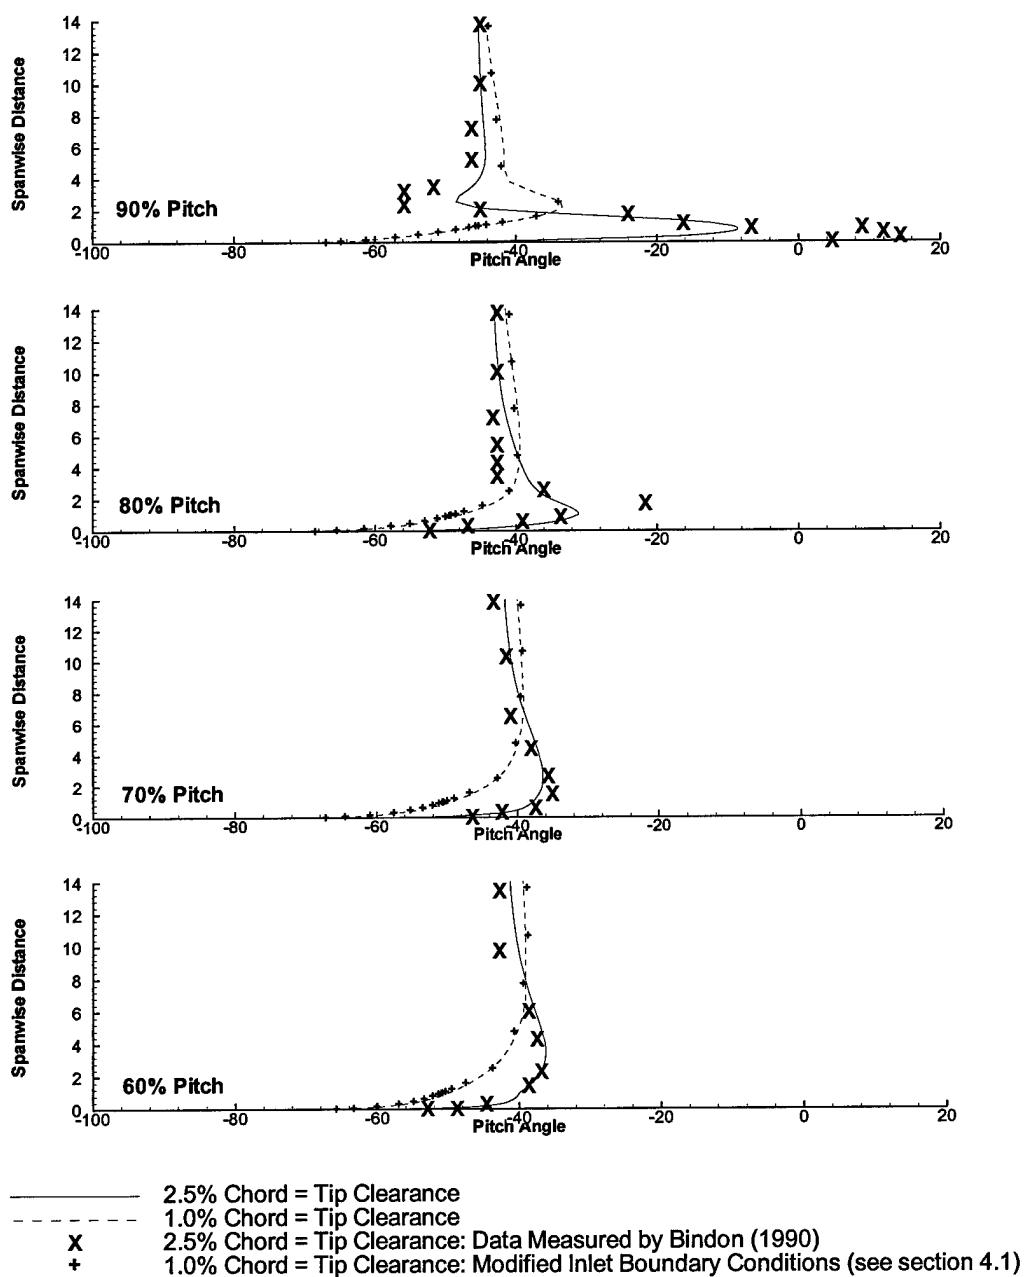 14
12
10
8
6
4
2
0
Spanwise Distance
90% Pitch
-100 -80 -60 -40 -20 0 20
Pitch Angle
14
12
10
8
6
4
2
0
Spanwise Distance
80% Pitch
-100 -80 -60 -40 -20 0 20
Pitch Angle
14
12
10
8
6
4
2
0
Spanwise Distance
70% Pitch
-100 -80 -60 -40 -20 0 20
Pitch Angle
14
12
10
8
6
4
2
0
Spanwise Distance
60% Pitch
-100 -80 -60 -40 -20 0 20
Pitch Angle
2.5% Chord = Tip Clearance
1.0% Chord = Tip Clearance
X 2.5% Chord = Tip Clearance: Data Measured by Bindon (1990)
+ 1.0% Chord = Tip Clearance: Modified Inlet Boundary Conditions (see section 4.1)